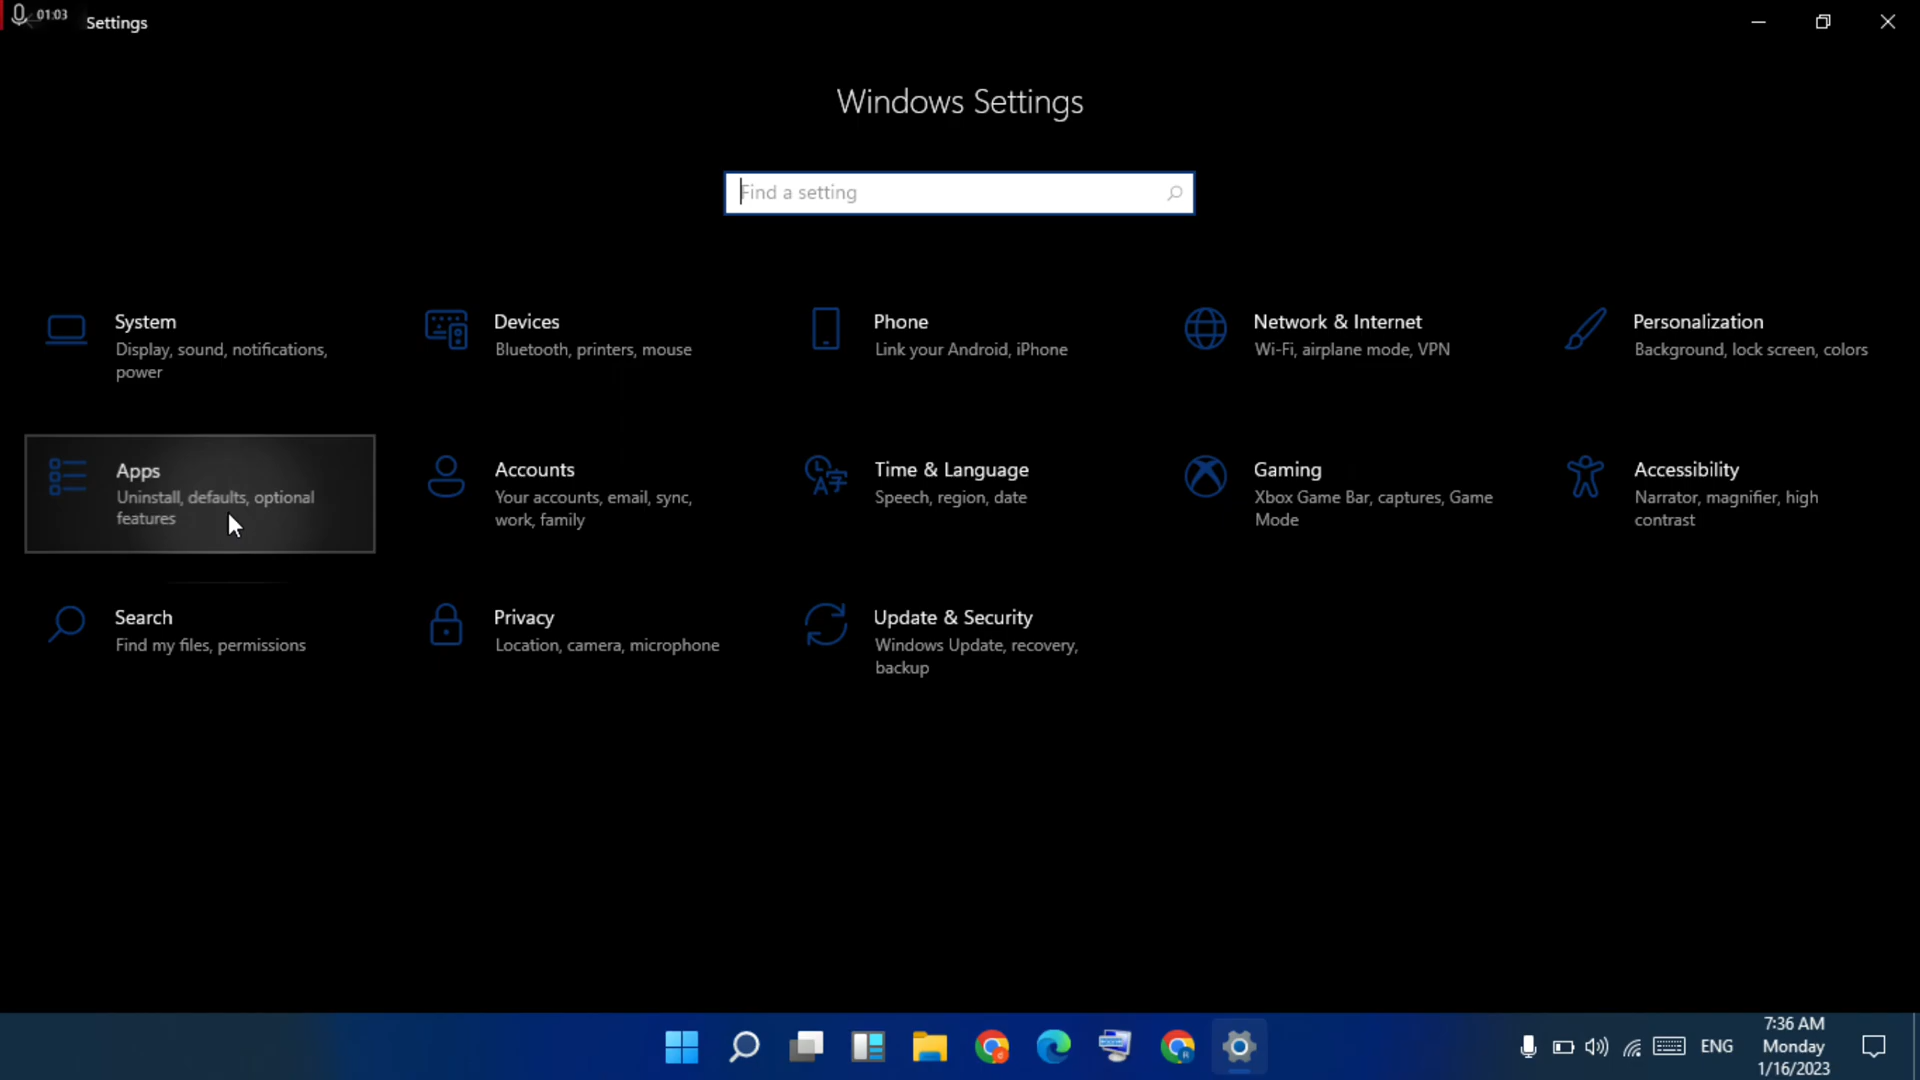 01:03
Settings
Windows Settings
Find a setting
System
Display, sound, notifications,
power
Devices
Bluetooth, printers, mouse
Phone
Link your Android, iPhone
Network & Internet
Wi-Fi, airplane mode, VPN
Personalization
Background, lock screen, colors
Apps
Uninstall, defaults, optional
features
Accounts
Your accounts, email, sync,
work, family
Time & Language
Speech, region, date
Gaming
Xbox Game Bar, captures, Game
Mode
Accessibility
Narrator, magnifier, high
contrast
Search
Find my files, permissions
Privacy
Location, camera, microphone
Update & Security
Windows Update, recovery,
backup
ENG
7:36 AM
Monday
1/16/2023